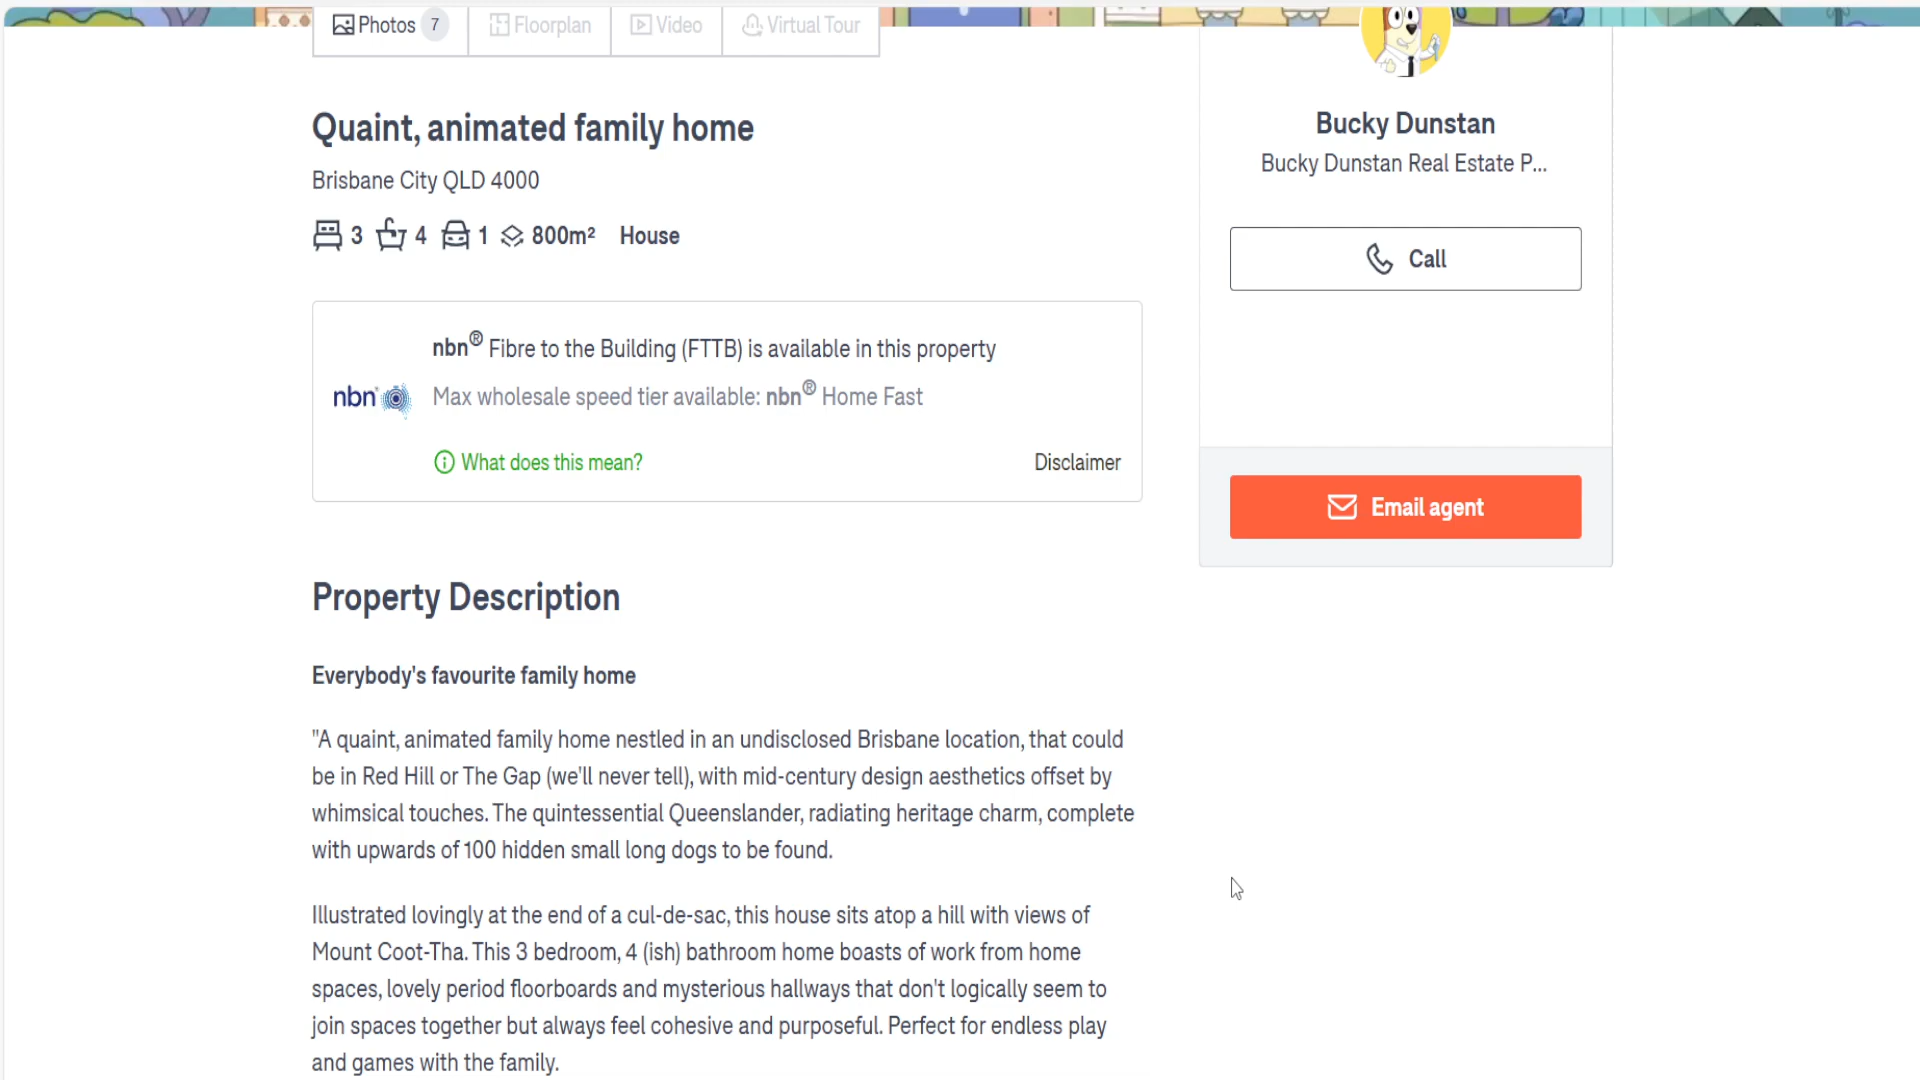 Photos 7 Floorplan Video Virtual Tour
Quaint, animated family home
Brisbane City QLD 4000
3 4 1 800m² House
nbn® Fibre to the Building (FTTB) is available in this property
nbn® Max wholesale speed tier available: nbn® Home Fast
What does this mean? Disclaimer
Property Description
Everybody's favourite family home
"A quaint, animated family home nestled in an undisclosed Brisbane location, that could
be in Red Hill or The Gap (we'll never tell), with mid-century design aesthetics offset by
whimsical touches. The quintessential Queenslander, radiating heritage charm, complete
with upwards of 100 hidden small long dogs to be found.
Illustrated lovingly at the end of a cul-de-sac, this house sits atop a hill with views of
Mount Coot-Tha. This 3 bedroom, 4 (ish) bathroom home boasts of work from home
spaces, lovely period floorboards and mysterious hallways that don't logically seem to
join spaces together but always feel cohesive and purposeful. Perfect for endless play
and games with the family.
Bucky Dunstan
Bucky Dunstan Real Estate P...
Call
Email agent